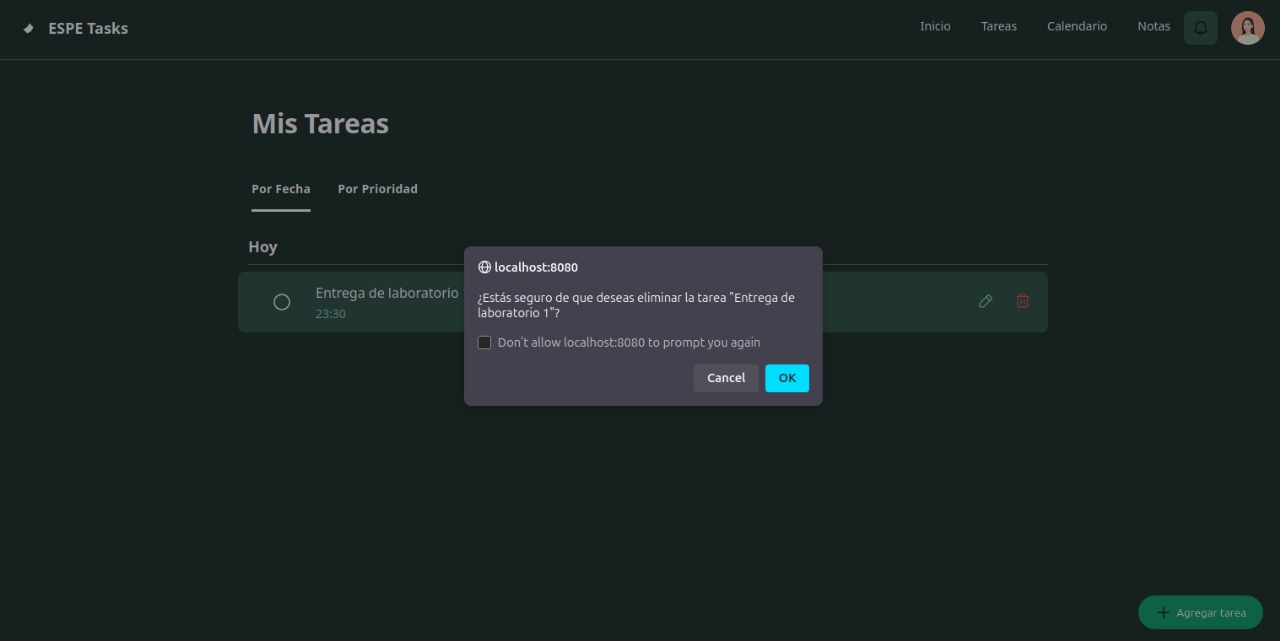 ESPE Tasks
Inicio
Tareas
Calendario
Notas
Mis Tareas
Por Fecha
Por Prioridad
Hoy
Entrega de laboratorio
23:30
localhost:8080
¿Estás seguro de que deseas eliminar la tarea "Entrega de
laboratorio 1"?
Don't allow localhost:8080 to prompt you again
Cancel
OK
Agregar tarea